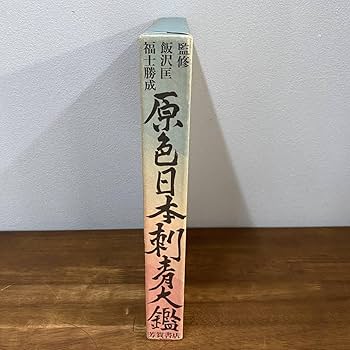 監修
飯沢匡
福士勝成
原色日本刺青大鑑
芳賀書店